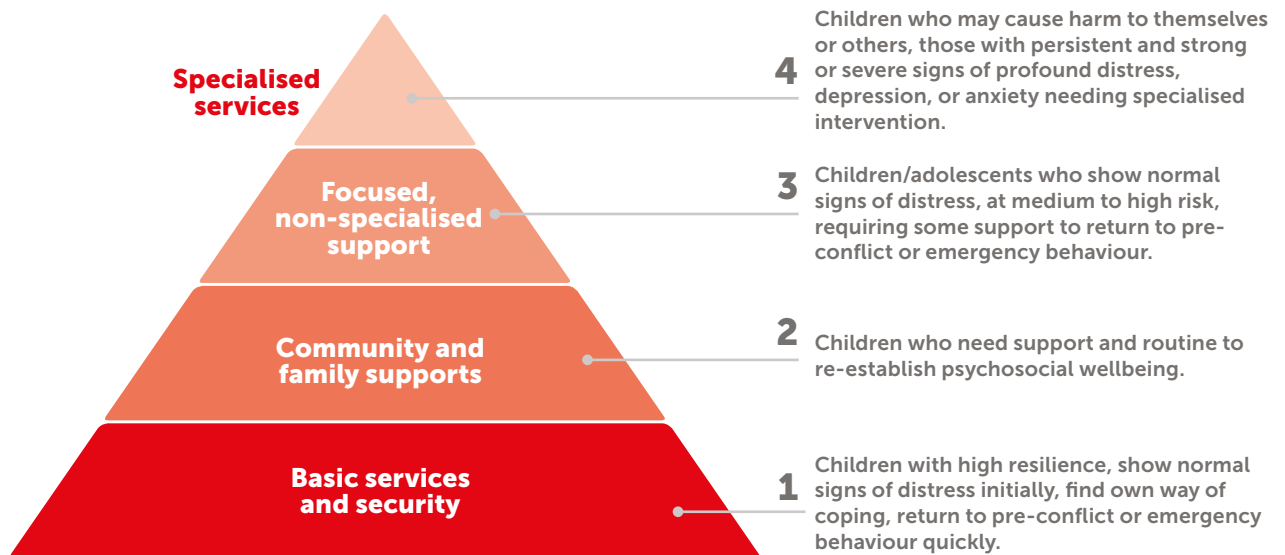 Specialised
services
4
Children who may cause harm to themselves
or others, those with persistent and strong
or severe signs of profound distress,
depression, or anxiety needing specialised
intervention.
Focused,
non-specialised
support
3
Children/adolescents who show normal
signs of distress, at medium to high risk,
requiring some support to return to pre-
conflict or emergency behaviour.
Community and
family supports
2
Children who need support and routine to
re-establish psychosocial wellbeing.
Basic services
and security
1
Children with high resilience, show normal
signs of distress initially, find own way of
coping, return to pre-conflict or emergency
behaviour quickly.